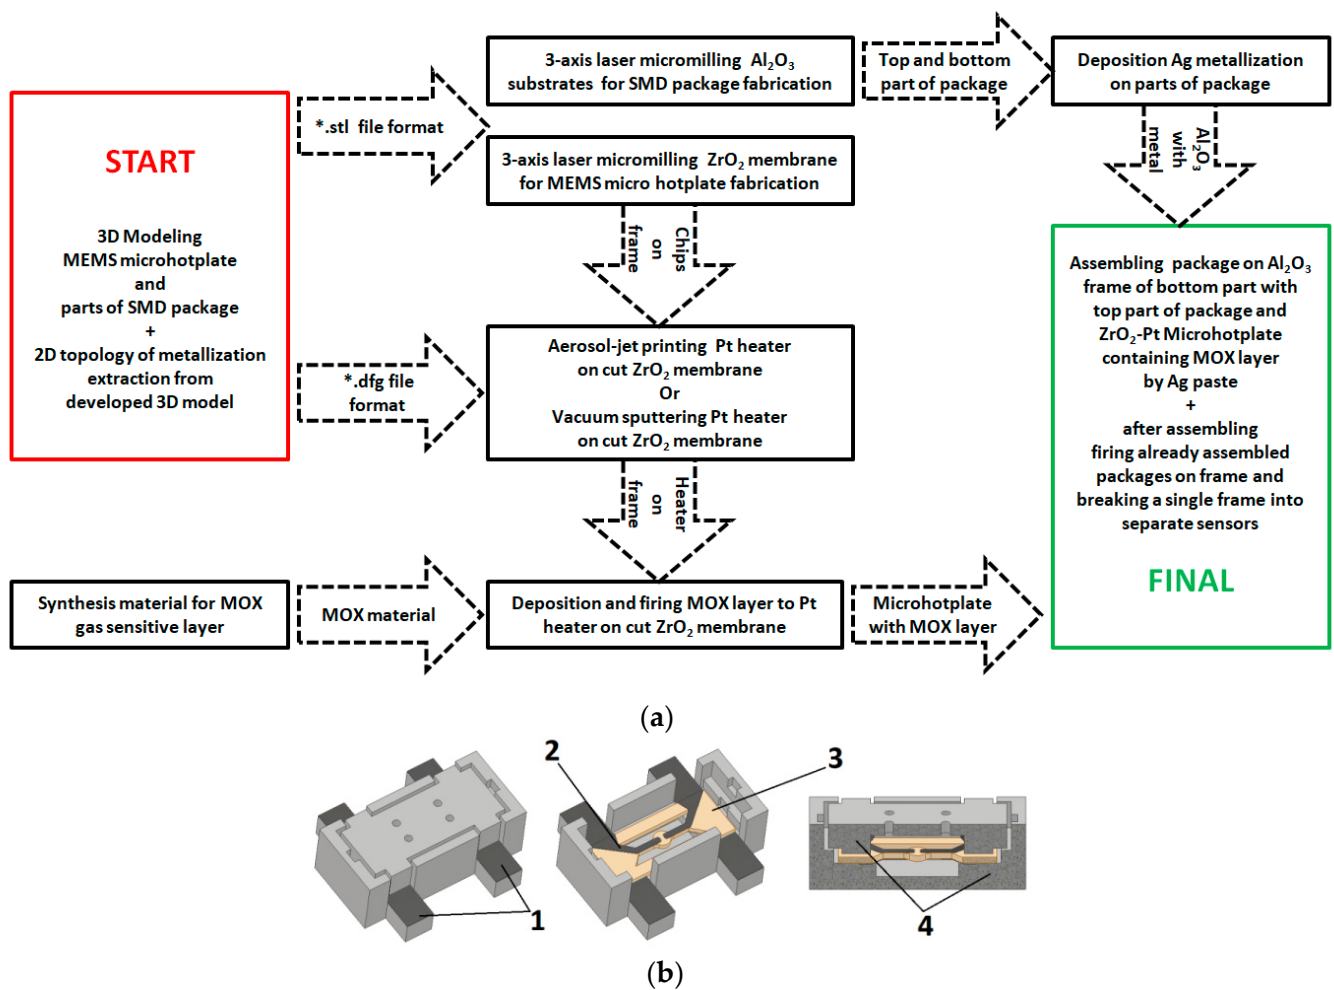 START
3D Modeling
MEMS microhotplate
and
parts of SMD package
+
2D topology of metallization
extraction from
developed 3D model
*.stl file format
3-axis laser micromilling Al₂O₃
substrates for SMD package fabrication
Top and bottom
part of package
Deposition Ag metallization
on parts of package
3-axis laser micromilling ZrO₂ membrane
for MEMS micro hotplate fabrication
Al₂O₃
with
metal
Chips
on
frame
*.dfg file
format
Aerosol-jet printing Pt heater
on cut ZrO₂ membrane
Or
Vacuum sputtering Pt heater
on cut ZrO₂ membrane
Heater
on
frame
Synthesis material for MOX
gas sensitive layer
MOX material
Deposition and firing MOX layer to Pt
heater on cut ZrO₂ membrane
Microhotplate
with MOX layer
Assembling package on Al₂O₃
frame of bottom part with
top part of package and
ZrO₂-Pt Microhotplate
containing MOX layer
by Ag paste
+
after assembling
firing already assembled
packages on frame and
breaking a single frame into
separate sensors
FINAL
(a)
1
2
3
4
(b)